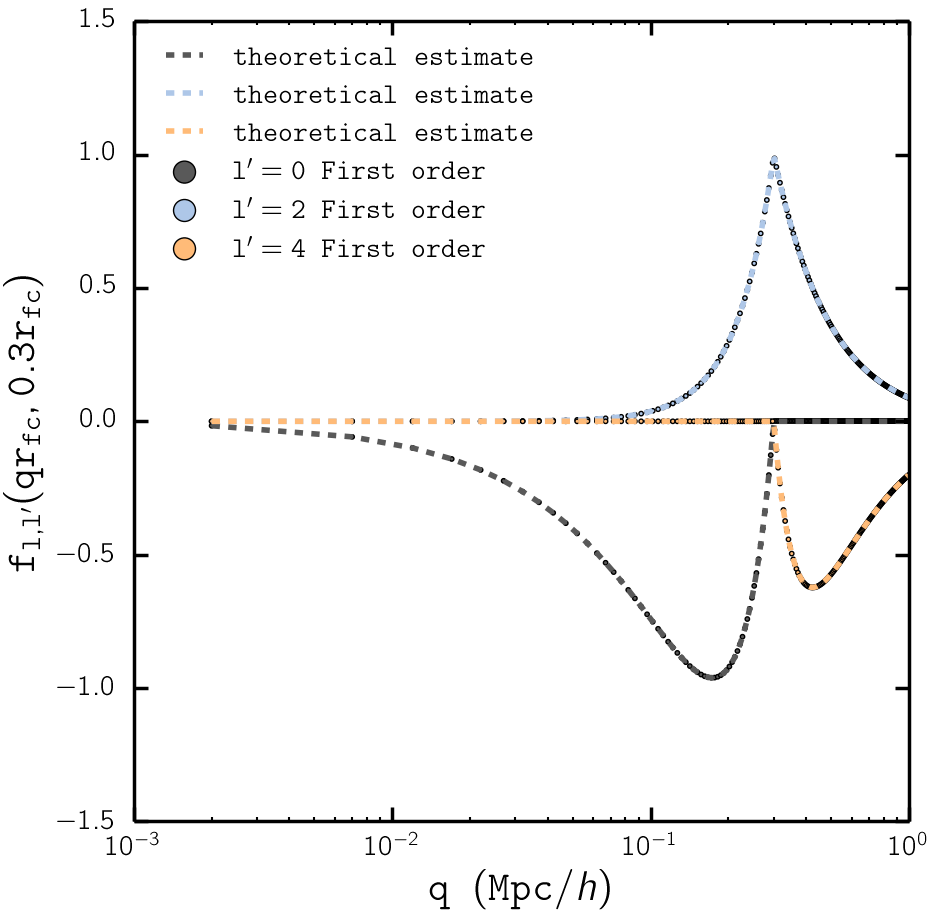 1.5
1.0
0.5
0.0
−0.5
−1.0
−1.5
f_{l,l′}(qr_{fc}, 0.3r_{fc})
theoretical estimate
theoretical estimate
theoretical estimate
l′ = 0 First order
l′ = 2 First order
l′ = 4 First order
10^{−3} 10^{−2} 10^{−1} 10^{0}
q (Mpc/h)